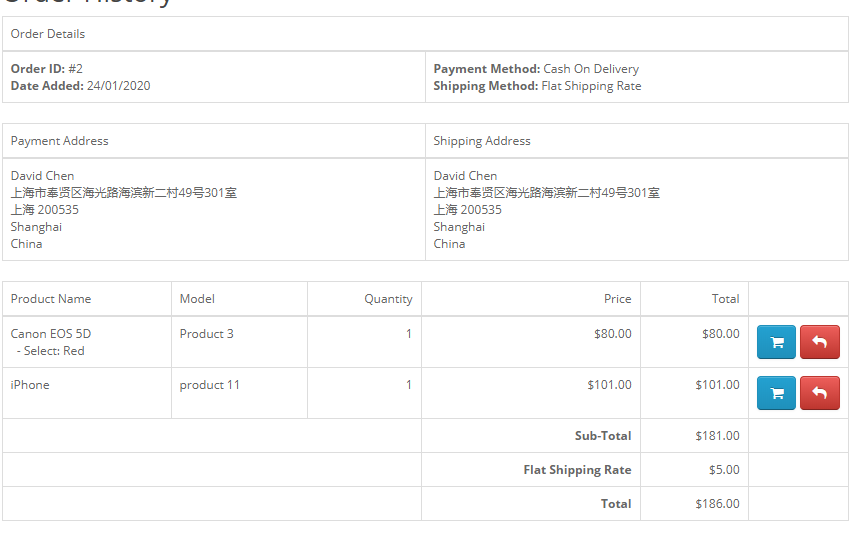 Order History
Order Details
Order ID: #2
Date Added: 24/01/2020
Payment Method: Cash On Delivery
Shipping Method: Flat Shipping Rate
Payment Address
Shipping Address
David Chen
上海市奉贤区海光路海滨新二村49号301室
上海 200535
Shanghai
China
David Chen
上海市奉贤区海光路海滨新二村49号301室
上海 200535
Shanghai
China
Product Name Model Quantity Price Total
Canon EOS 5D Product 3 1 $80.00 $80.00
- Select: Red
iPhone product 11 1 $101.00 $101.00
Sub-Total $181.00
Flat Shipping Rate $5.00
Total $186.00